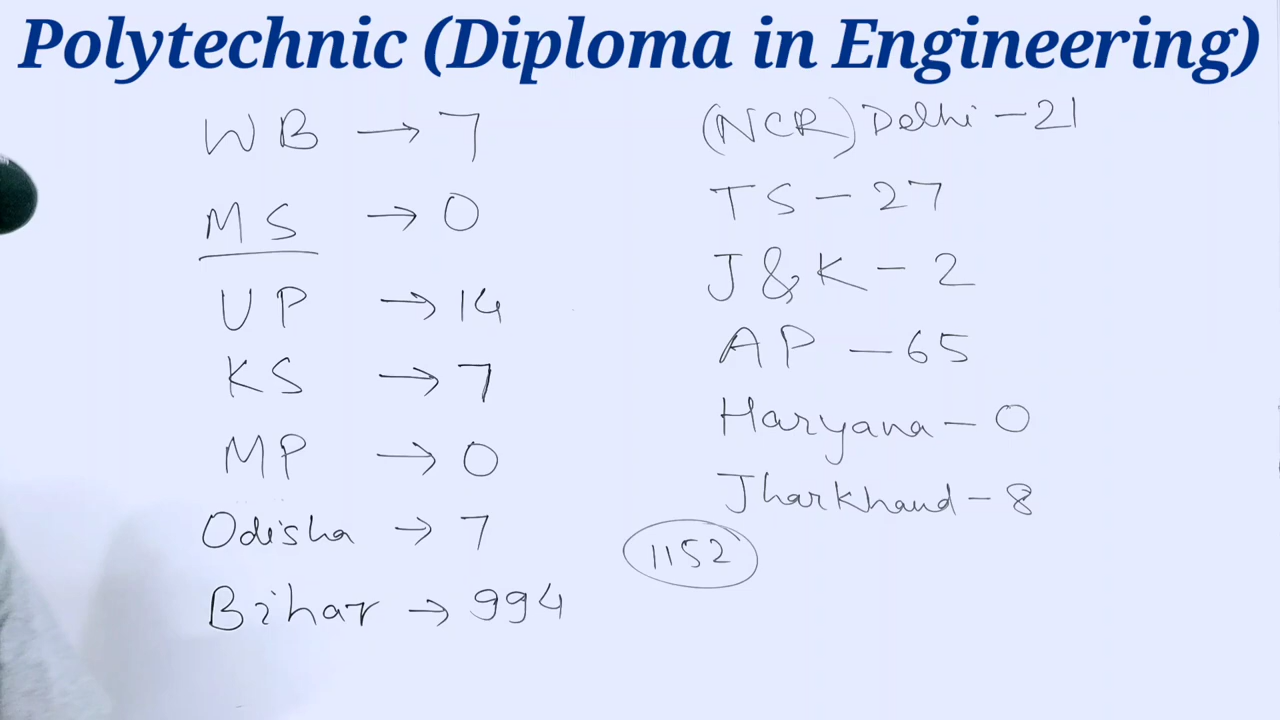 Polytechnic (Diploma in Engineering)
WB → 7
MS → 0
UP → 14
KS → 7
MP → 0
Odisha → 7
Bihar → 994
(NCR) Delhi - 21
TS - 27
J&K - 2
AP - 65
Haryana - 0
Jharkhand - 8
1152